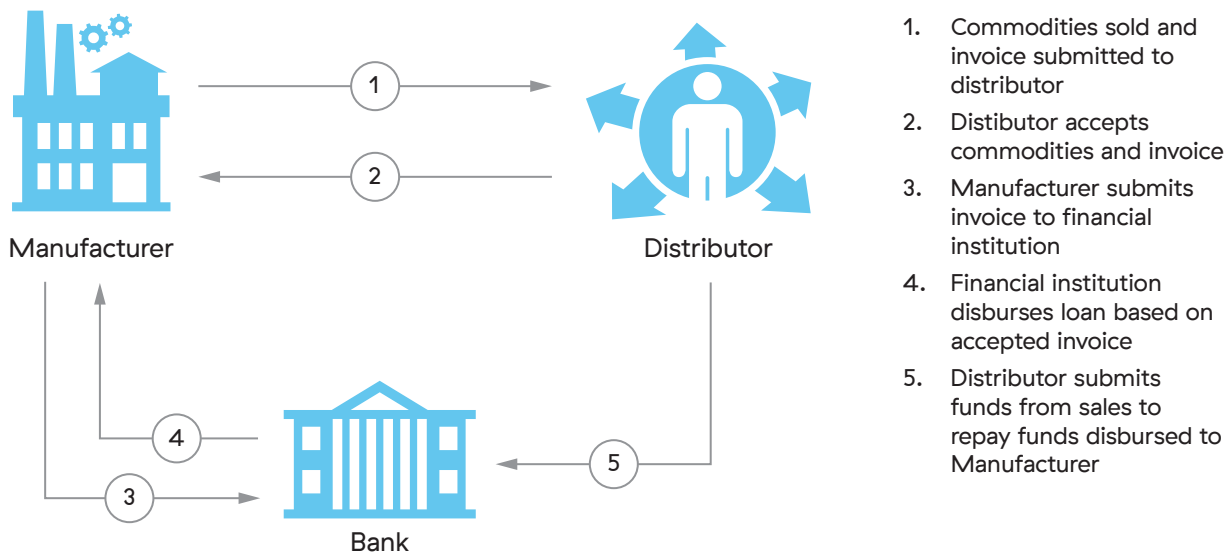 1
2
Manufacturer
Distributor
4
3
5
Bank
1. Commodities sold and
invoice submitted to
distributor
2. Distibutor accepts
commodities and invoice
3. Manufacturer submits
invoice to financial
institution
4. Financial institution
disburses loan based on
accepted invoice
5. Distributor submits
funds from sales to
repay funds disbursed to
Manufacturer